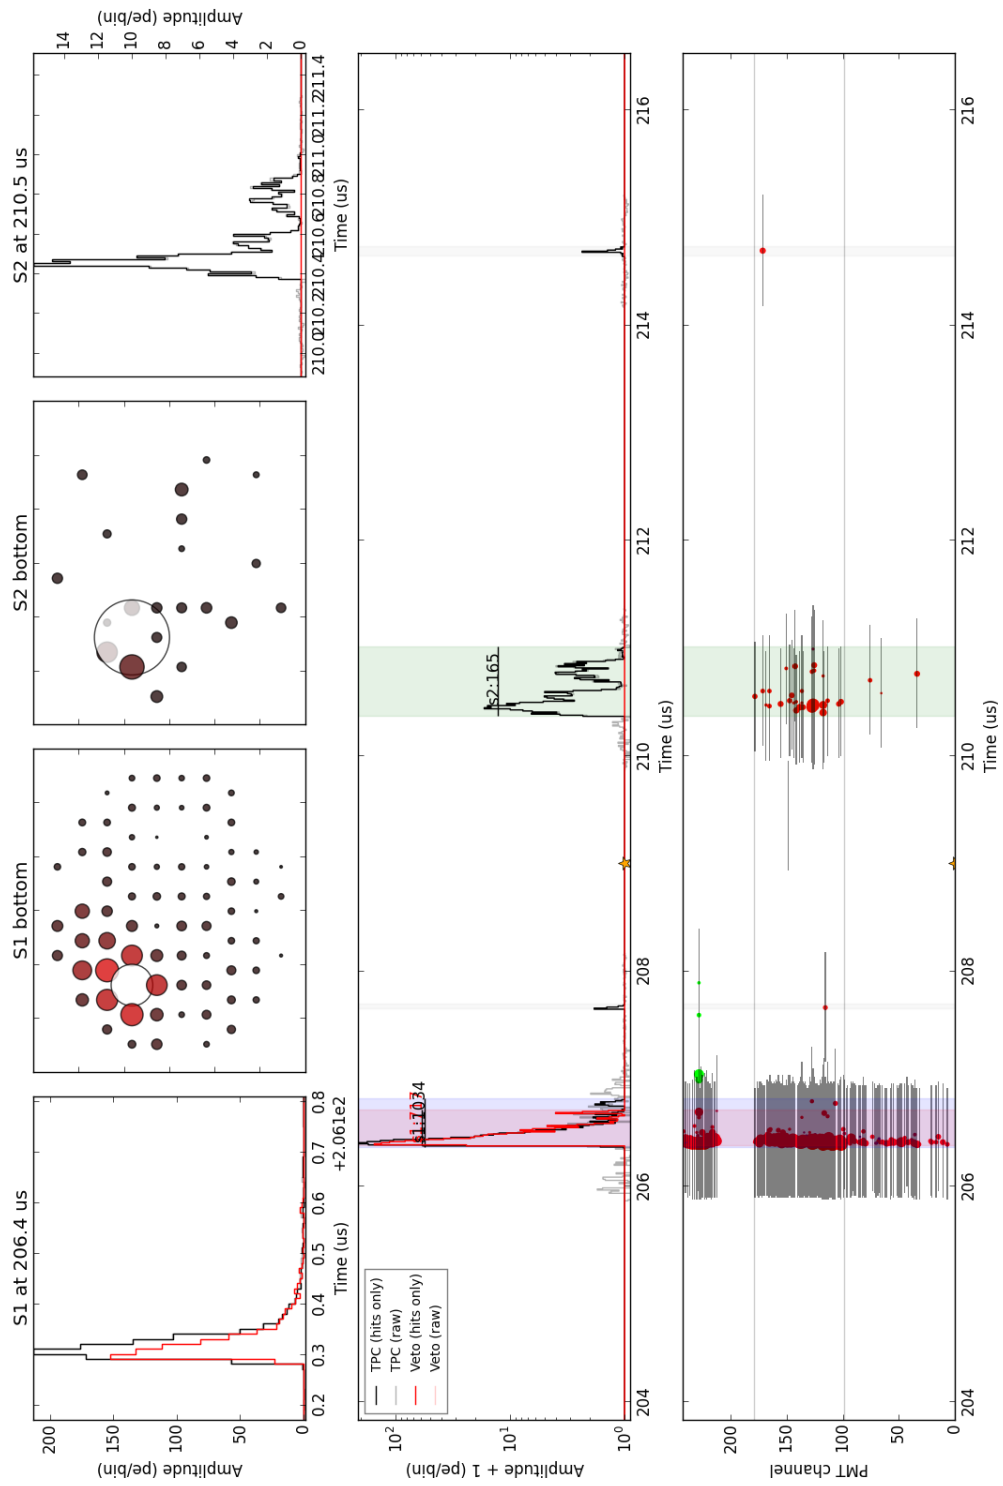 S1 at 206.4 us
S1 bottom
S2 bottom
S2 at 210.5 us
Amplitude (pe/bin)
200
150
100
50
0
0.2 0.3 0.4 0.5 0.6 0.7 0.8
+2.061e2
Time (us)
14
12
10
8
6
4
2
0
Amplitude (pe/bin)
210.0 210.2 210.4 210.6 210.8 211.0 211.2 211.4
Time (us)
TPC (hits only)
TPC (raw)
Veto (hits only)
Veto (raw)
s1:1034
s2:165
Amplitude + 1 (pe/bin)
10²
10¹
10⁰
204 206 208 210 212 214 216
Time (us)
PMT channel
200
150
100
50
0
204 206 208 210 212 214 216
Time (us)